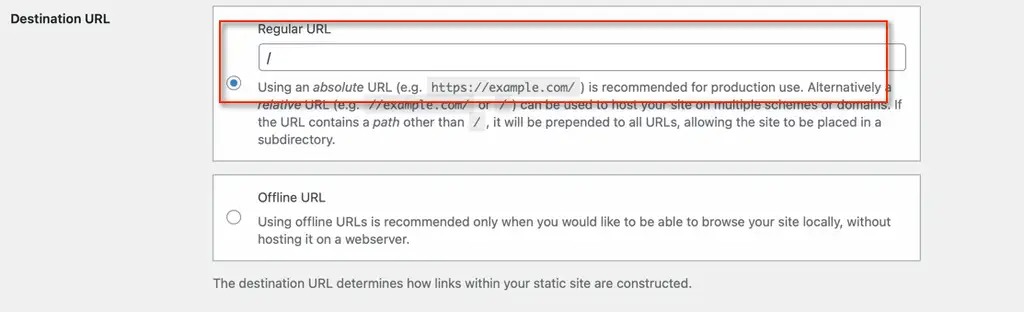 Destination URL
Regular URL
/
Using an absolute URL (e.g. https://example.com/ ) is recommended for production use. Alternatively a
relative URL (e.g. //example.com/ or / ) can be used to host your site on multiple schemes or domains. If
the URL contains a path other than / , it will be prepended to all URLs, allowing the site to be placed in a
subdirectory.
Offline URL
Using offline URLs is recommended only when you would like to be able to browse your site locally, without
hosting it on a webserver.
The destination URL determines how links within your static site are constructed.